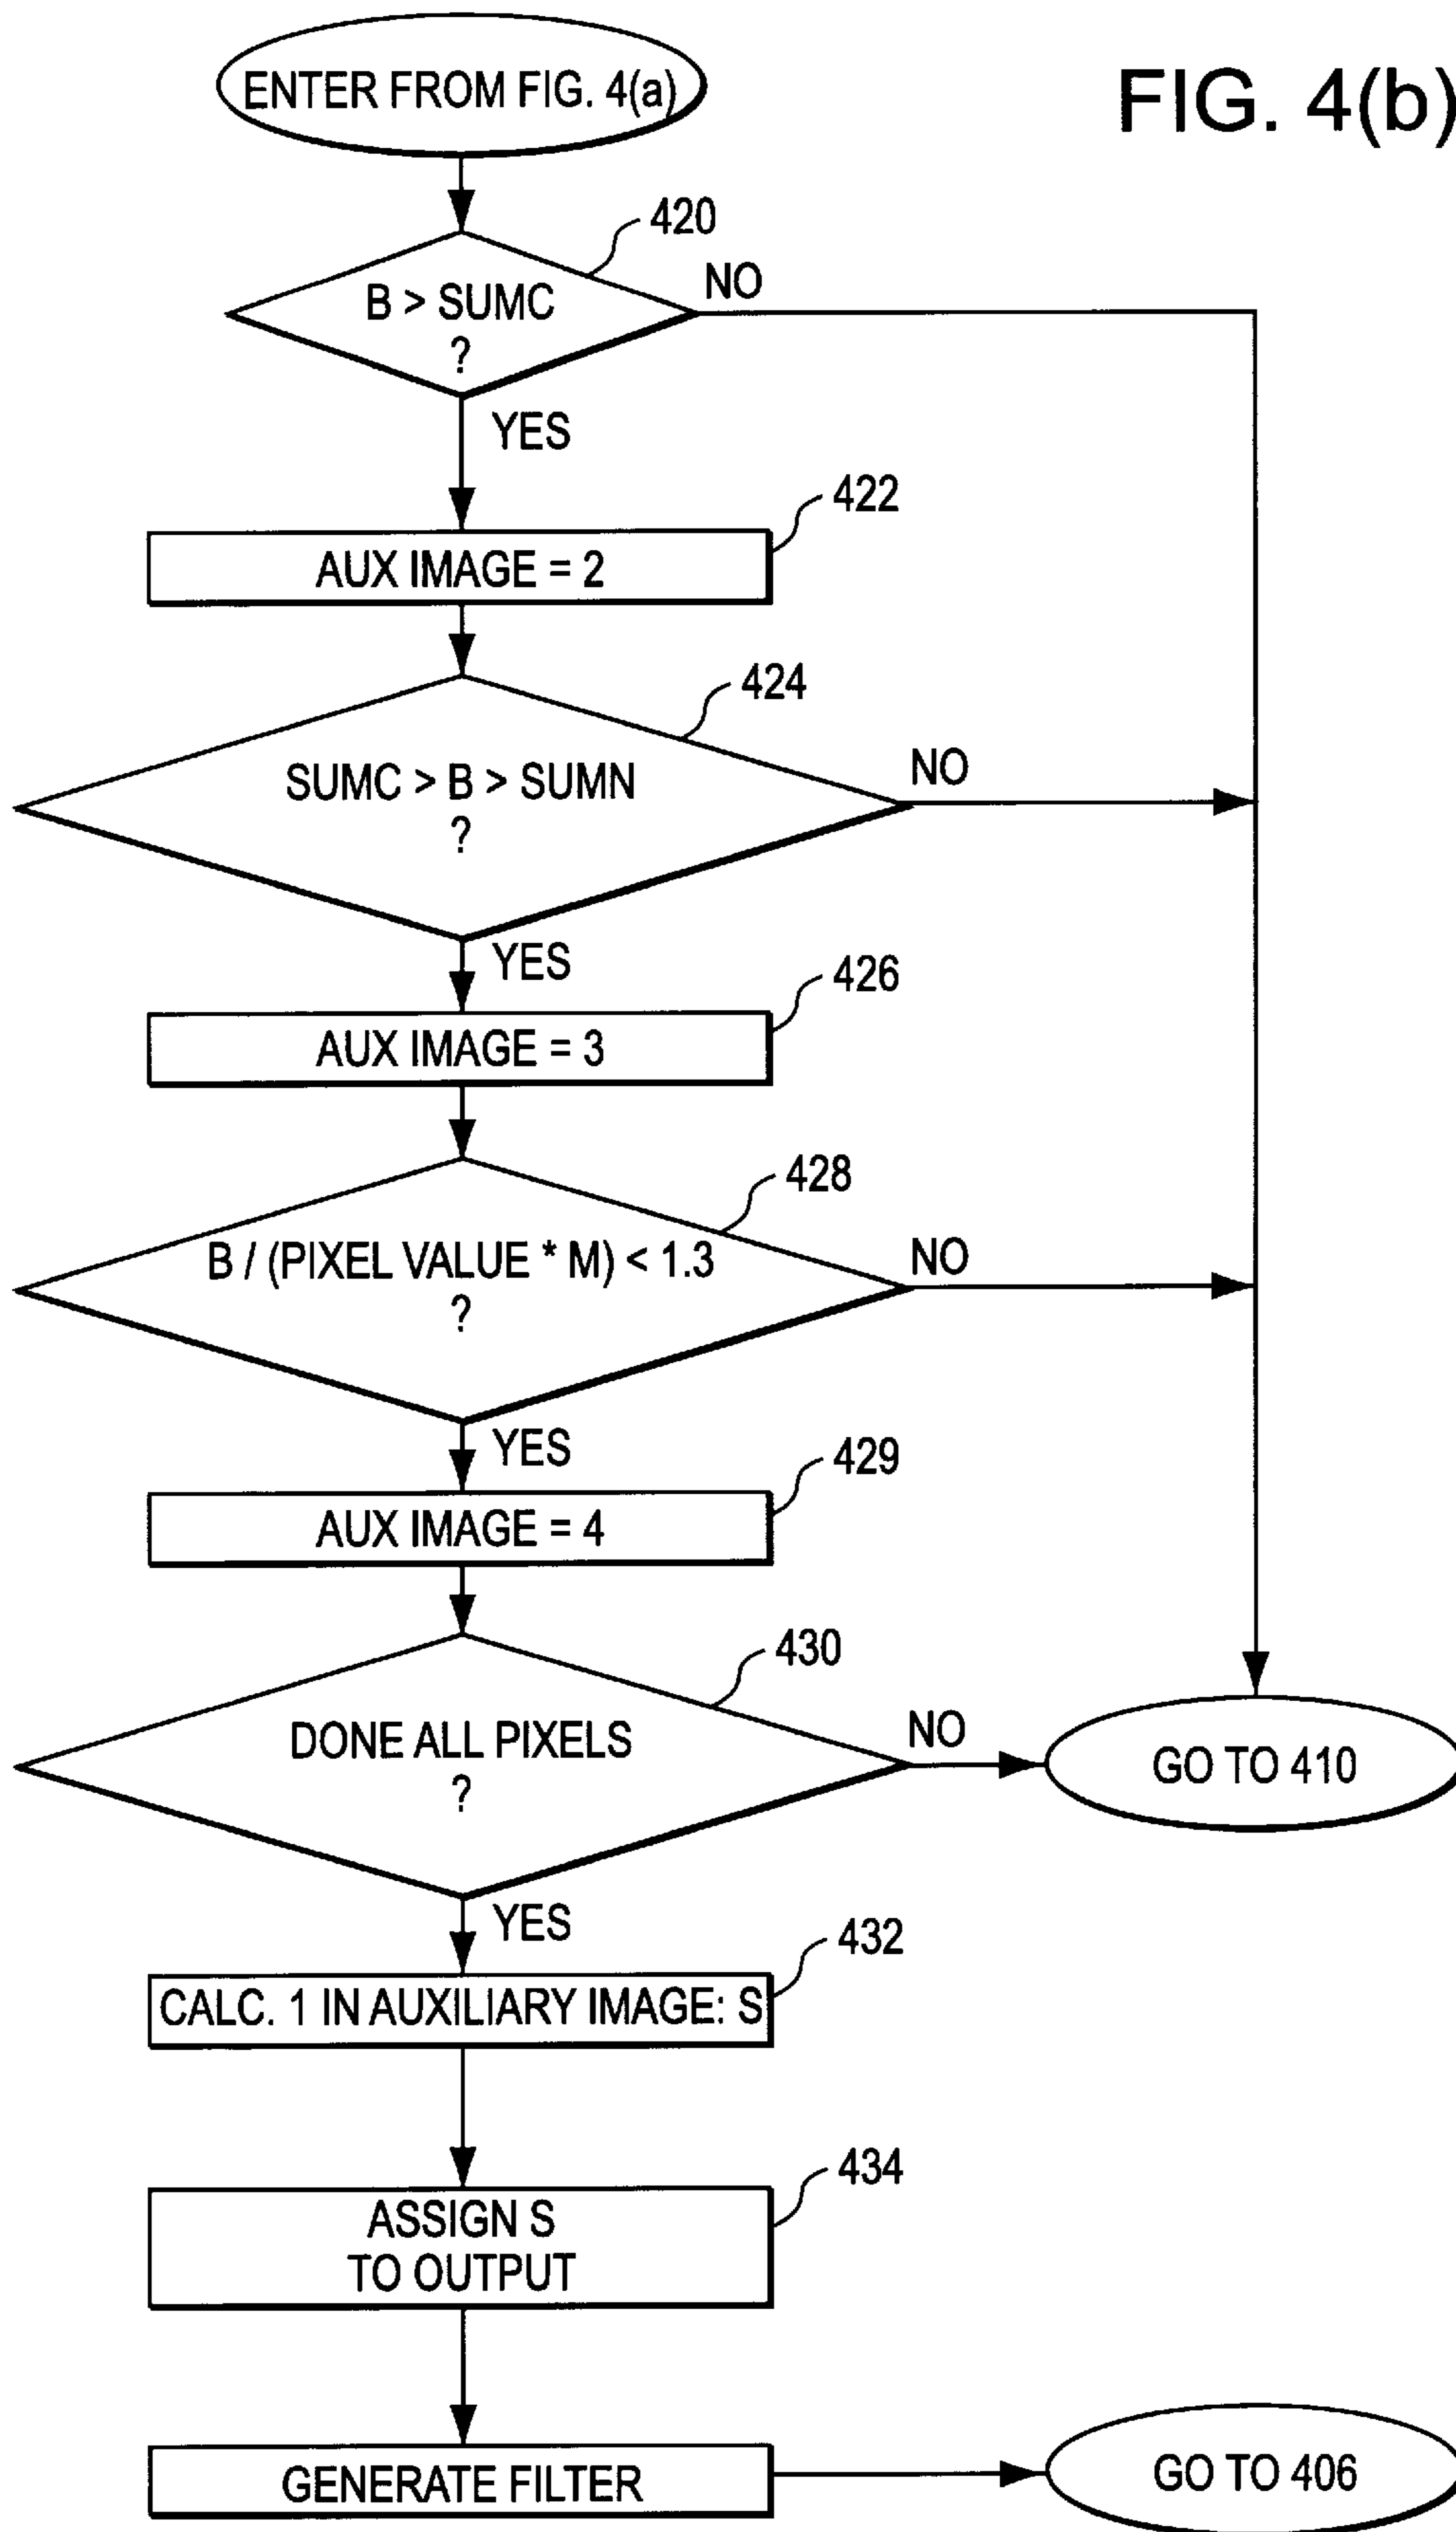 FIG. 4(b)
ENTER FROM FIG. 4(a)
420
B > SUMC
?
NO
YES
422
AUX IMAGE = 2
424
SUMC > B > SUMN
?
NO
YES
426
AUX IMAGE = 3
428
B / (PIXEL VALUE * M) < 1.3
?
NO
YES
429
AUX IMAGE = 4
430
DONE ALL PIXELS
?
NO
GO TO 410
YES
432
CALC. 1 IN AUXILIARY IMAGE: S
434
ASSIGN S
TO OUTPUT
GENERATE FILTER
GO TO 406